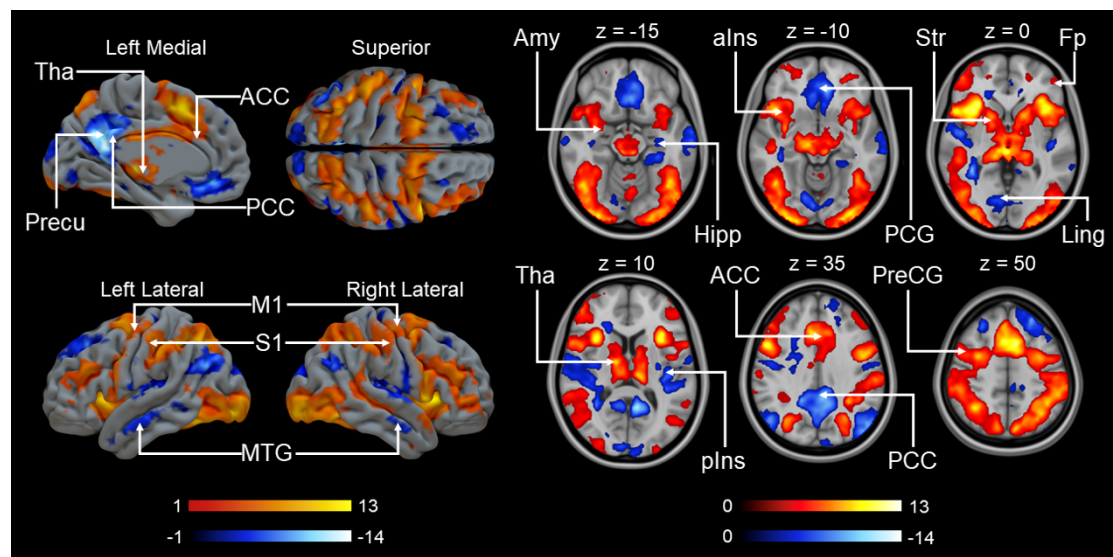 Left Medial
Superior
Tha
ACC
Precu
PCC
Left Lateral
Right Lateral
M1
S1
MTG
1
13
-1
-14
Amy
z = -15
aIns
z = -10
Str
z = 0
Fp
Hipp
PCG
Ling
Tha
z = 10
ACC
z = 35
PreCG
z = 50
pIns
PCC
0
13
0
-14